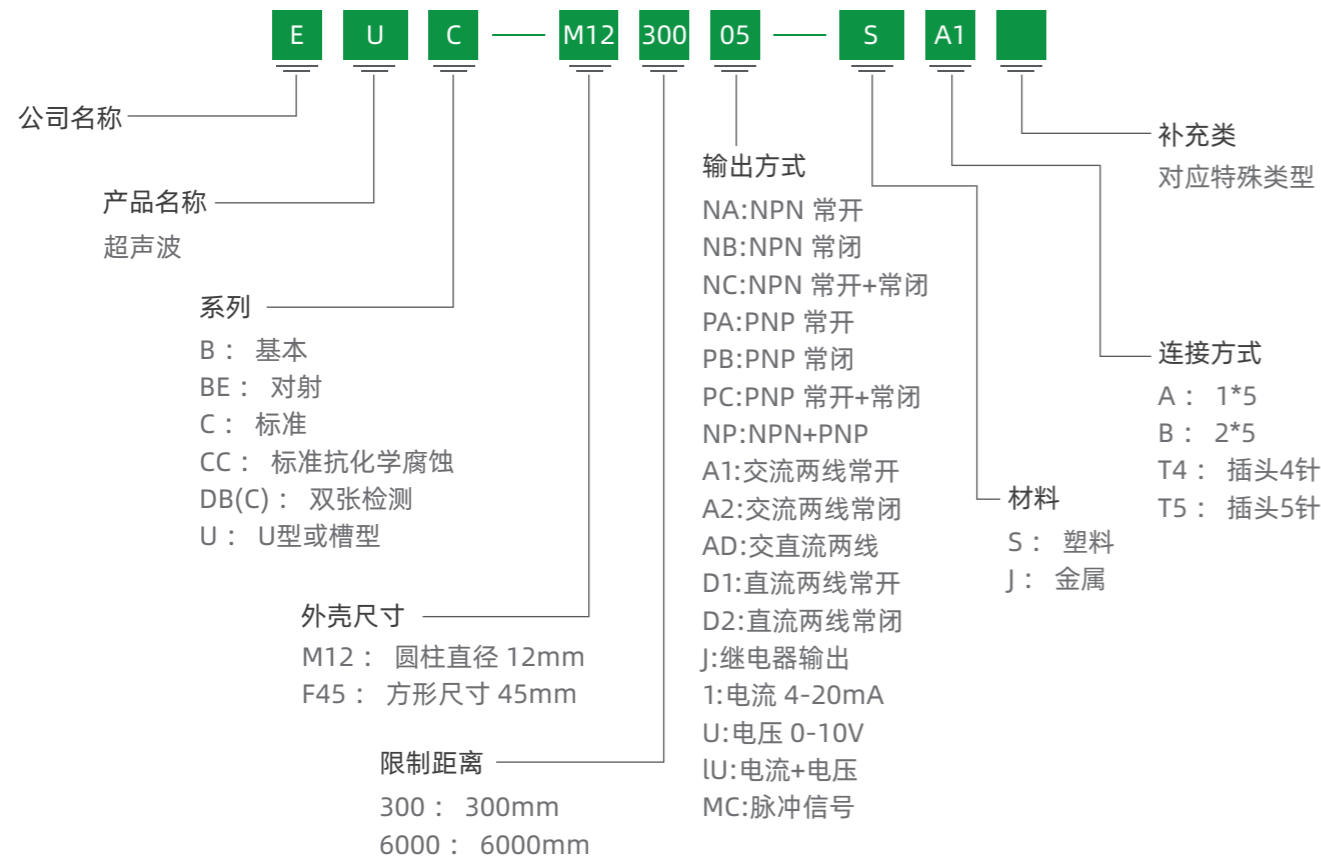 E U C — M12 300 05 — S A1
公司名称
产品名称
超声波
系列
B： 基本
BE： 对射
C： 标准
CC： 标准抗化学腐蚀
DB(C)： 双张检测
U： U型或槽型
外壳尺寸
M12： 圆柱直径 12mm
F45： 方形尺寸 45mm
限制距离
300： 300mm
6000： 6000mm
输出方式
NA:NPN 常开
NB:NPN 常闭
NC:NPN 常开+常闭
PA:PNP 常开
PB:PNP 常闭
PC:PNP 常开+常闭
NP:NPN+PNP
A1:交流两线常开
A2:交流两线常闭
AD:交直流两线
D1:直流两线常开
D2:直流两线常闭
J:继电器输出
1:电流 4-20mA
U:电压 0-10V
lU:电流+电压
MC:脉冲信号
材料
S： 塑料
J： 金属
连接方式
A： 1*5
B： 2*5
T4： 插头4针
T5： 插头5针
补充类
对应特殊类型